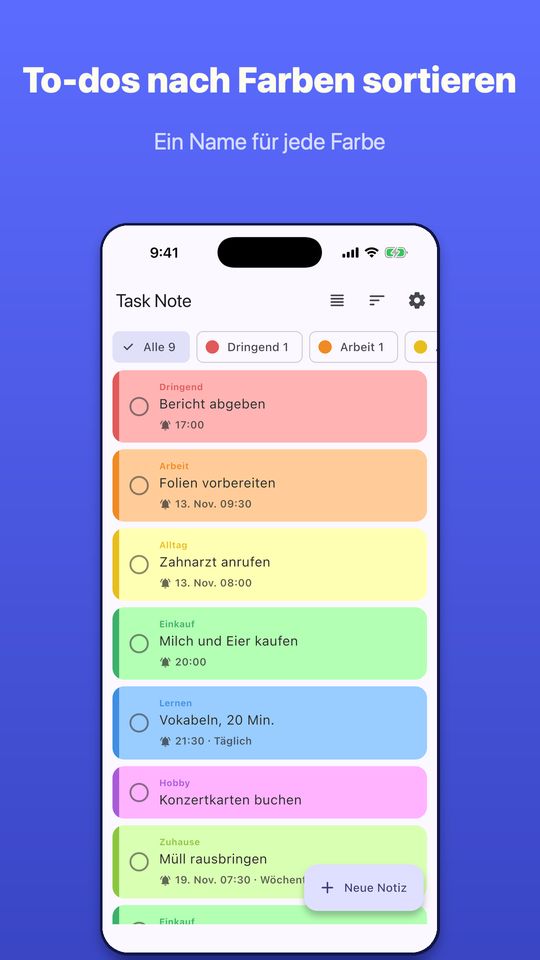 To-dos nach Farben sortieren
Ein Name für jede Farbe
9:41
Task Note
Alle 9
Dringend 1
Arbeit 1
Dringend
Bericht abgeben
17:00
Arbeit
Folien vorbereiten
13. Nov. 09:30
Alltag
Zahnarzt anrufen
13. Nov. 08:00
Einkauf
Milch und Eier kaufen
20:00
Lernen
Vokabeln, 20 Min.
21:30 · Täglich
Hobby
Konzertkarten buchen
Zuhause
Müll rausbringen
19. Nov. 07:30 · Wöchent
Neue Notiz
Einkauf